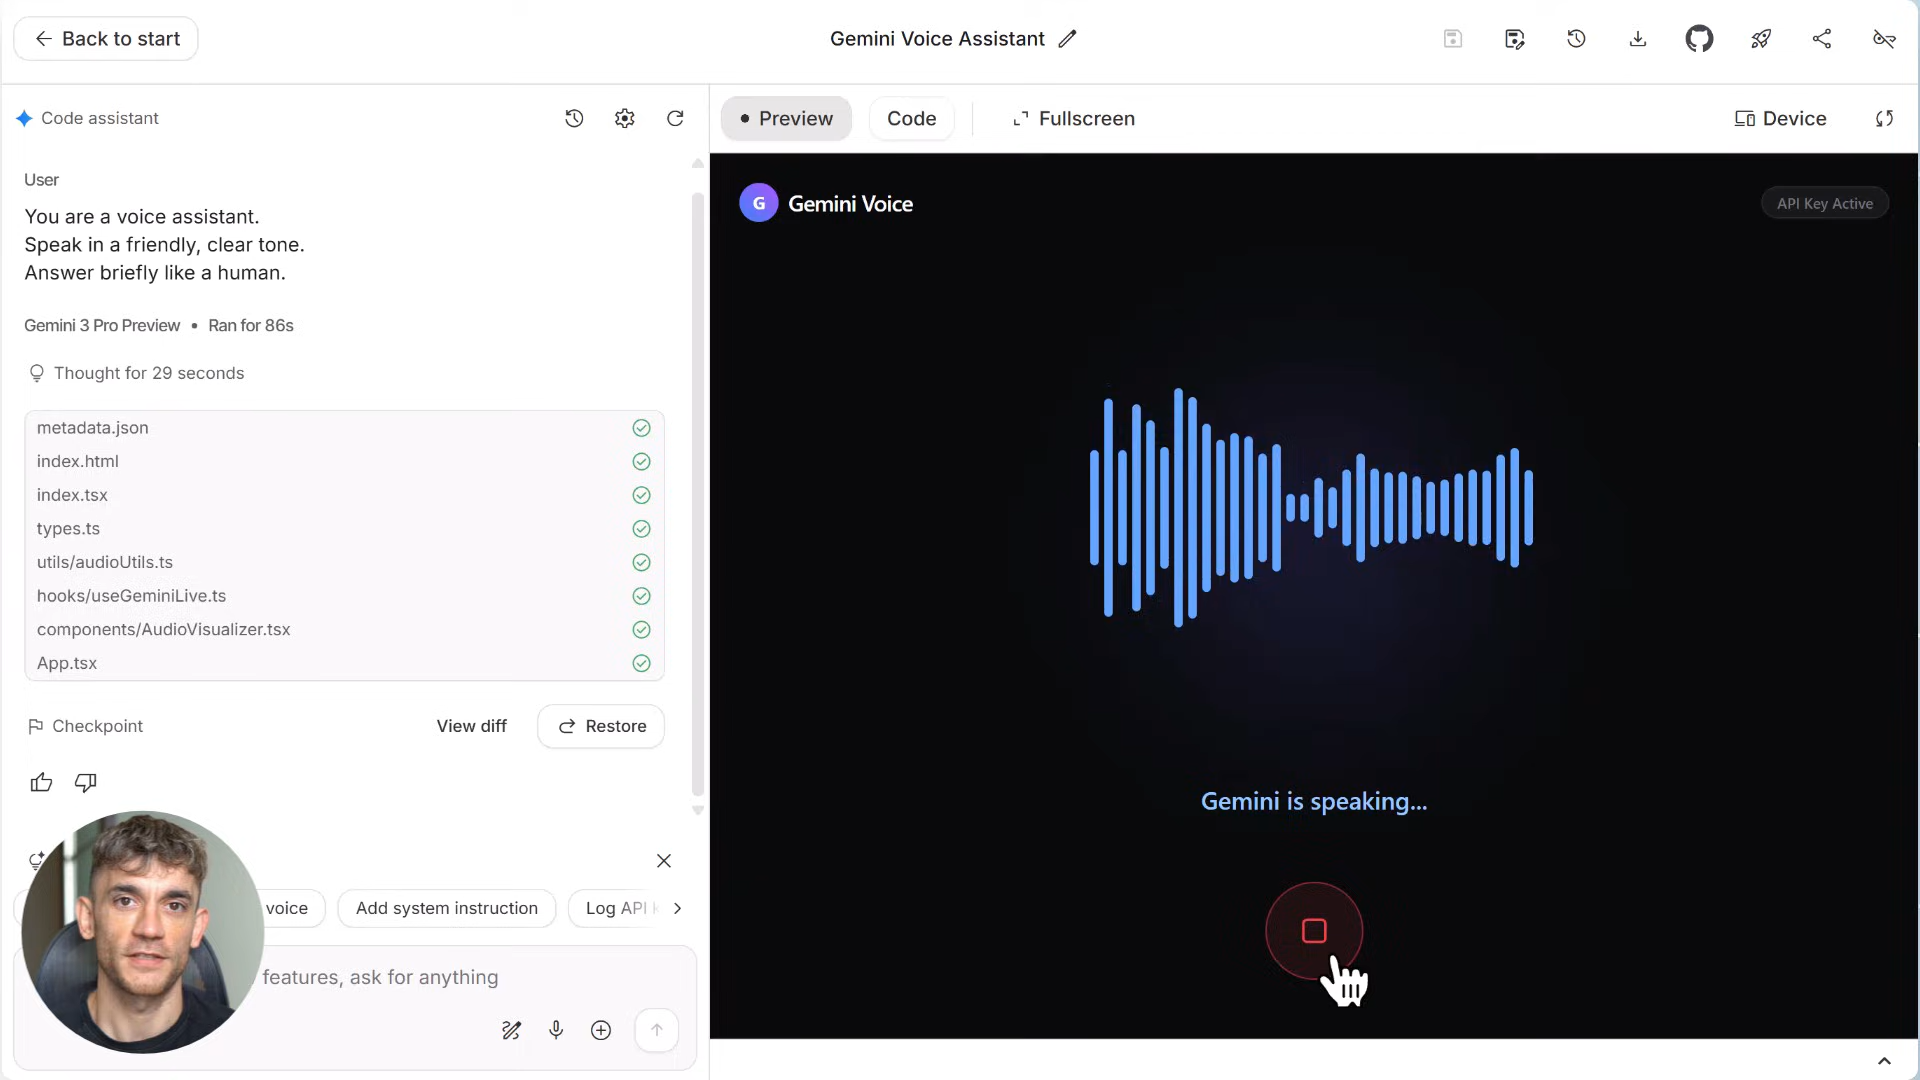 Back to start
Gemini Voice Assistant
Code assistant
Preview
Code
Fullscreen
Device
User
You are a voice assistant.
Speak in a friendly, clear tone.
Answer briefly like a human.
Gemini 3 Pro Preview • Ran for 86s
Thought for 29 seconds
metadata.json
index.html
index.tsx
types.ts
utils/audioUtils.ts
hooks/useGeminiLive.ts
components/AudioVisualizer.tsx
App.tsx
Checkpoint
View diff
Restore
voice
Add system instruction
Log API
features, ask for anything
G
Gemini Voice
API Key Active
Gemini is speaking...